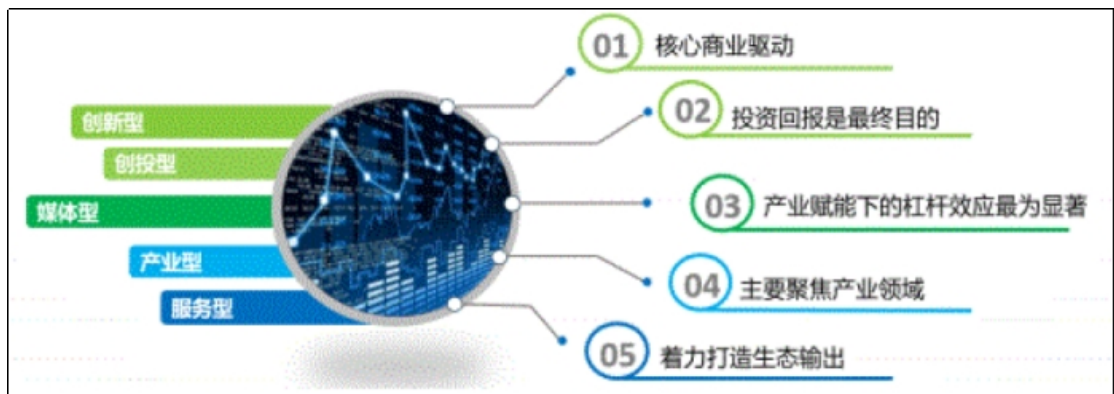 创新型
创投型
媒体型
产业型
服务型
01 核心商业驱动
02 投资回报是最终目的
03 产业赋能下的杠杆效应最为显著
04 主要聚焦产业领域
05 着力打造生态输出